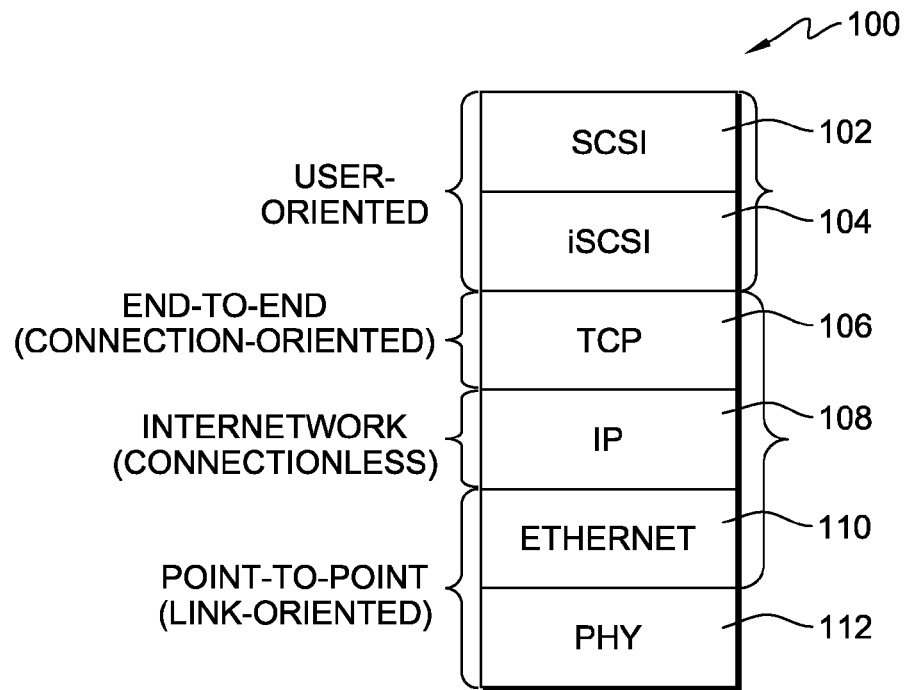 100
USER-
ORIENTED
SCSI
102
iSCSI
104
END-TO-END
(CONNECTION-ORIENTED)
TCP
106
INTERNETWORK
(CONNECTIONLESS)
IP
108
POINT-TO-POINT
(LINK-ORIENTED)
ETHERNET
110
PHY
112